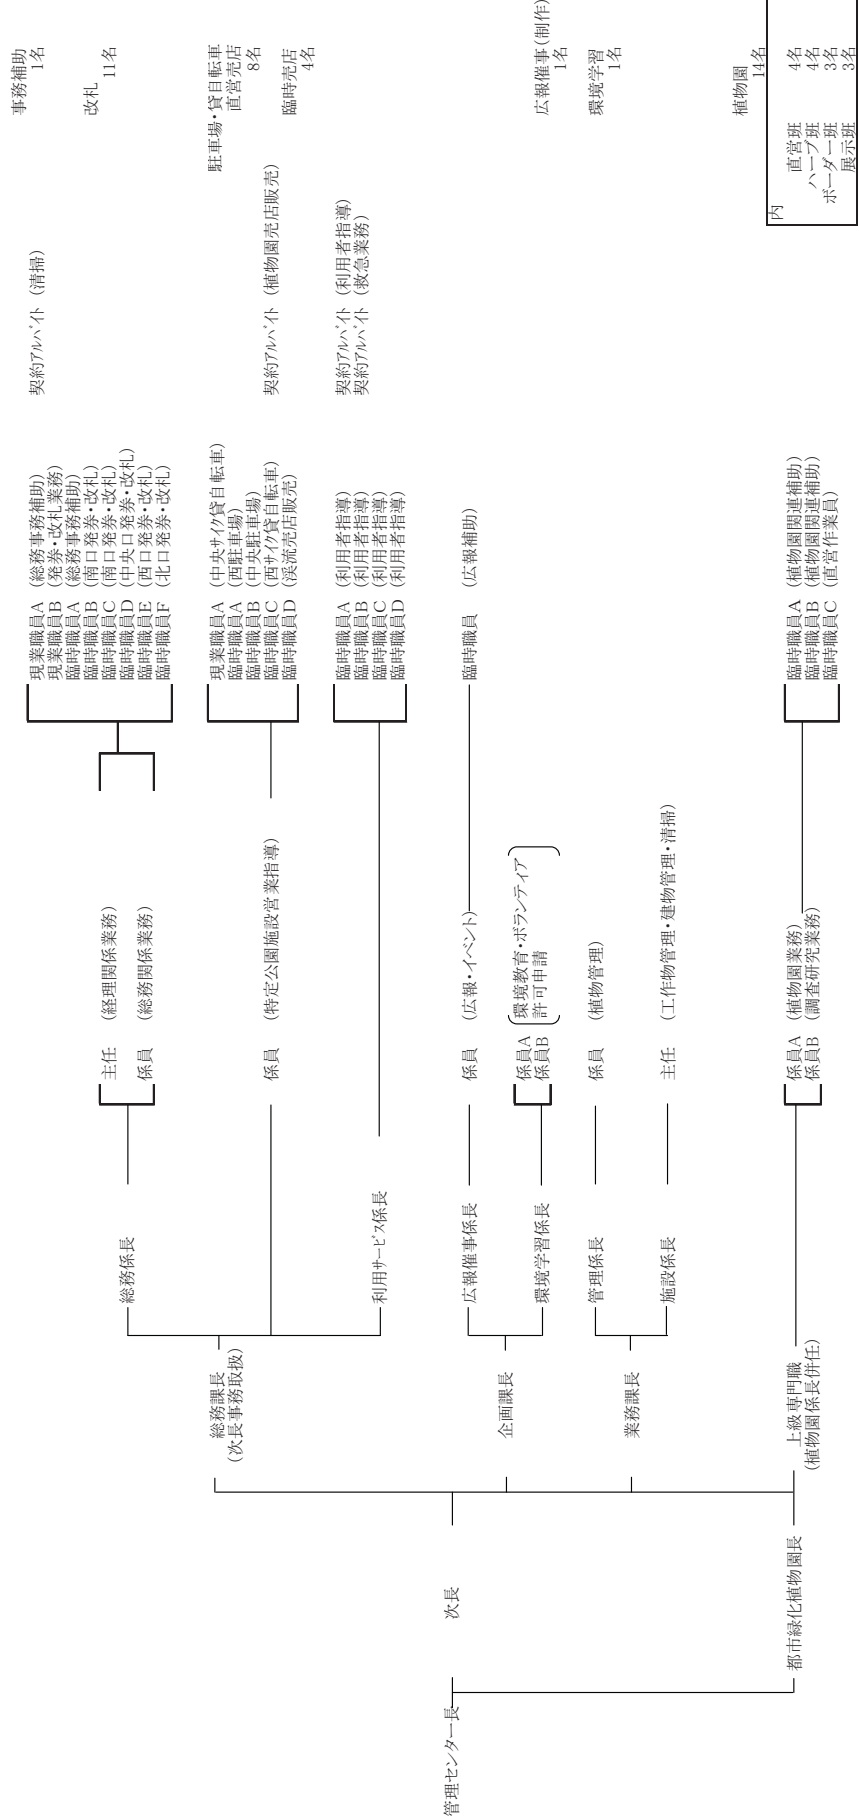 管理センター長
次長
都市緑化植物園長
総務課長
(次長事務取扱)
総務係長
主任 (経理関係業務)
係員 (総務関係業務)
現業職員A (総務事務補助)
現業職員B (発券・改札業務)
臨時職員A (総務事務補助)
臨時職員B (南口発券・改札)
臨時職員C (南口発券・改札)
臨時職員D (中央口発券・改札)
臨時職員E (西口発券・改札)
臨時職員F (北口発券・改札)
契約アルバイト (清掃)
事務補助
1名
改札
11名
係員 (特定公園施設営業指導)
現業職員A (中央サイク貸自転車)
臨時職員A (西駐車場)
臨時職員B (中央駐車場)
臨時職員C (西サイク貸自転車)
臨時職員D (渓流売店販売)
契約アルバイト (植物園売店販売)
駐車場・貸自転車
直営売店
8名
臨時売店
4名
利用サービス係長
臨時職員A (利用者指導)
臨時職員B (利用者指導)
臨時職員C (利用者指導)
臨時職員D (利用者指導)
契約アルバイト (利用者指導)
契約アルバイト (救急業務)
企画課長
広報催事係長
係員 (広報・イベント)
臨時職員 (広報補助)
広報催事(制作)
1名
環境学習係長
係員A
係員B
環境教育・ボランティア
許可申請
環境学習
1名
業務課長
管理係長
係員 (植物管理)
施設係長
主任 (工作物管理・建物管理・清掃)
上級専門職
(植物園係長併任)
係員A (植物園業務)
係員B (調査研究業務)
臨時職員A (植物園関連補助)
臨時職員B (植物園関連補助)
臨時職員C (直営作業員)
植物園
14名
内
直営班 4名
ハーブ班 4名
ボーダー班 3名
展示班 3名